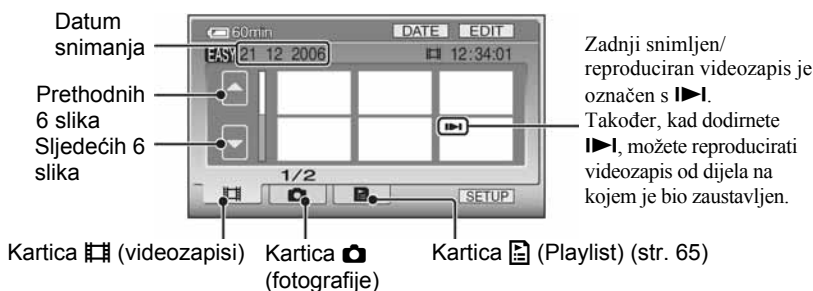 Datum
snimanja
Prethodnih
6 slika
Sljedećih 6
slika
60min
DATE
EDIT
EASY 21 12 2006
12:34:01
1/2
SETUP
Zadnji snimljen/
reproduciran videozapis je
označen s I►I.
Također, kad dodirnete
I►I, možete reproducirati
videozapis od dijela na
kojem je bio zaustavljen.
Kartica (videozapisi)
Kartica
(fotografije)
Kartica (Playlist) (str. 65)